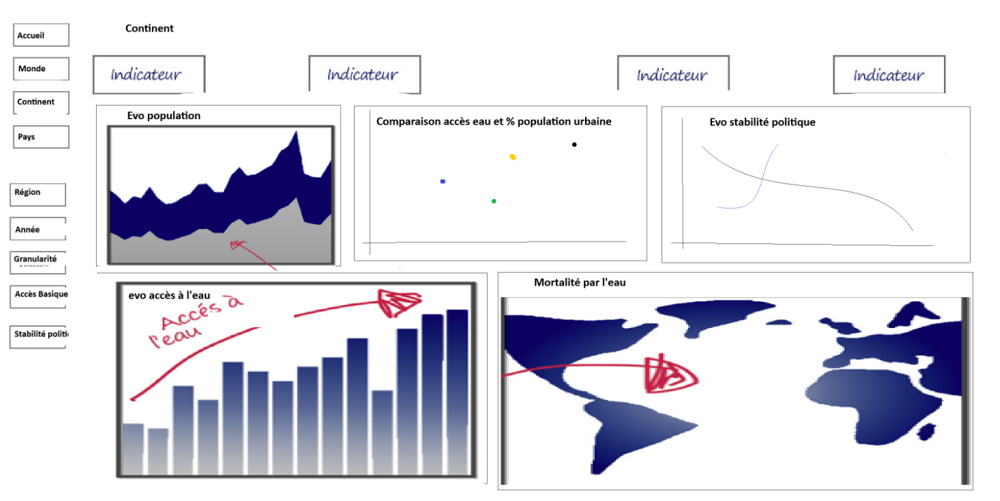 Continent
Accueil
Monde
Continent
Pays
Région
Année
Granularité
Accès Basique
Stabilité politi
Indicateur
Indicateur
Indicateur
Indicateur
Evo population
Comparaison accès eau et % population urbaine
Evo stabilité politique
evo accès à l'eau
Accés à
l'eau
Mortalité par l'eau